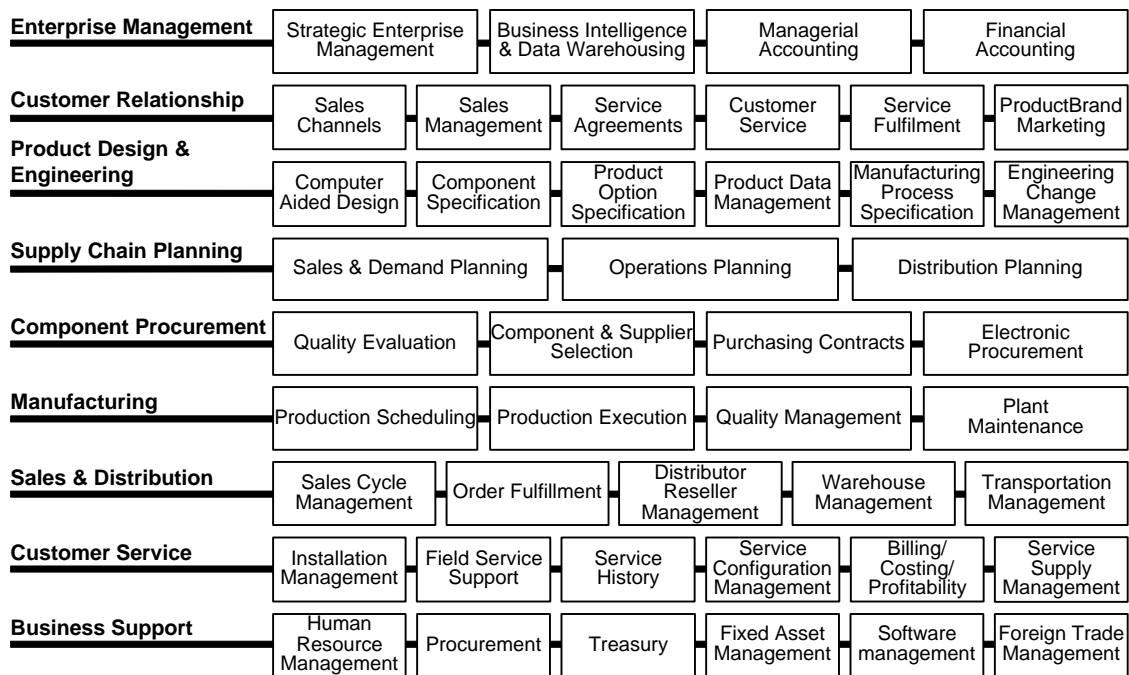 Enterprise Management
Strategic Enterprise
Management
Business Intelligence
& Data Warehousing
Managerial
Accounting
Financial
Accounting
Customer Relationship
Sales
Channels
Sales
Management
Service
Agreements
Customer
Service
Service
Fulfilment
ProductBrand
Marketing
Product Design &
Engineering
Computer
Aided Design
Component
Specification
Product
Option
Specification
Product Data
Management
Manufacturing
Process
Specification
Engineering
Change
Management
Supply Chain Planning
Sales & Demand Planning
Operations Planning
Distribution Planning
Component Procurement
Quality Evaluation
Component & Supplier
Selection
Purchasing Contracts
Electronic
Procurement
Manufacturing
Production Scheduling
Production Execution
Quality Management
Plant
Maintenance
Sales & Distribution
Sales Cycle
Management
Order Fulfillment
Distributor
Reseller
Management
Warehouse
Management
Transportation
Management
Customer Service
Installation
Management
Field Service
Support
Service
History
Service
Configuration
Management
Billing/
Costing/
Profitability
Service
Supply
Management
Business Support
Human
Resource
Management
Procurement
Treasury
Fixed Asset
Management
Software
management
Foreign Trade
Management